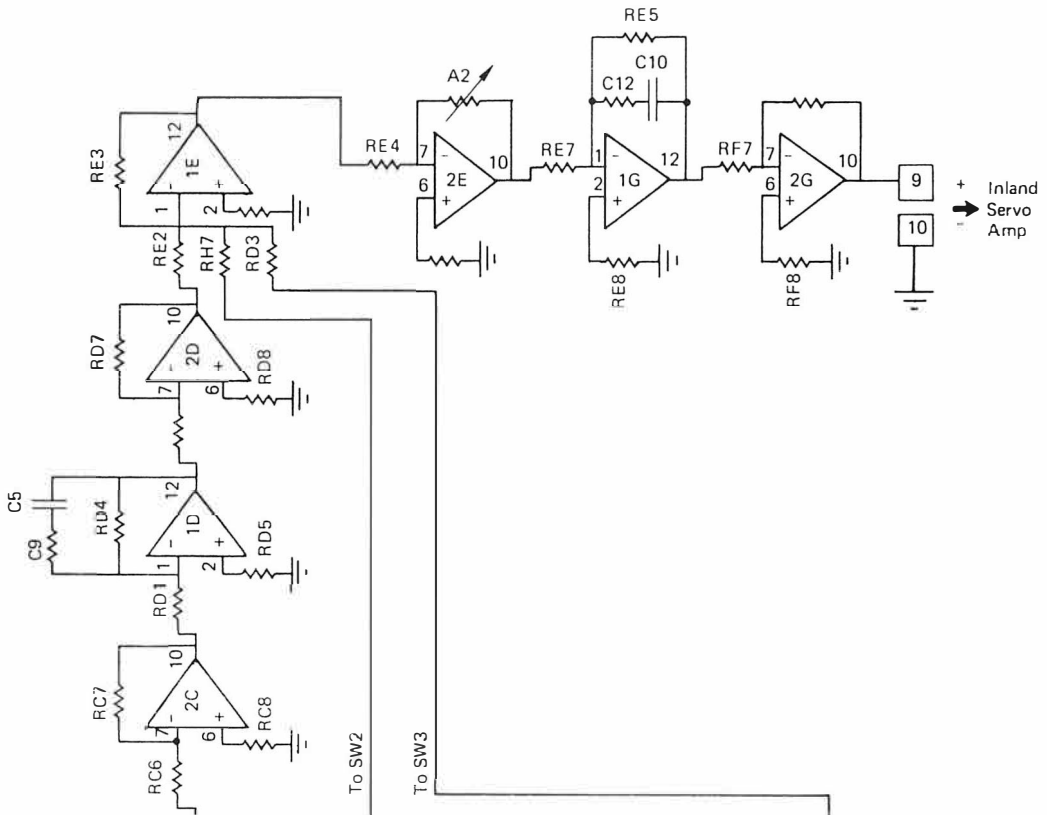 RE5
C10
C12
A2
12
1E
-
+
1
2
RE3
RE4
7
-
10
2E
6
+
RE7
1
-
12
1G
2
+
RE8
RF7
7
-
10
2G
6
+
RF8
9
10
+ Inland
Servo
- Amp
RE2
RH7
RD3
10
2D
-
+
7
6
RD7
RD8
C5
C9
RD4
12
1D
-
+
1
2
RD5
RD1
10
2C
-
+
7
6
RC7
RC8
RC6
To SW2
To SW3